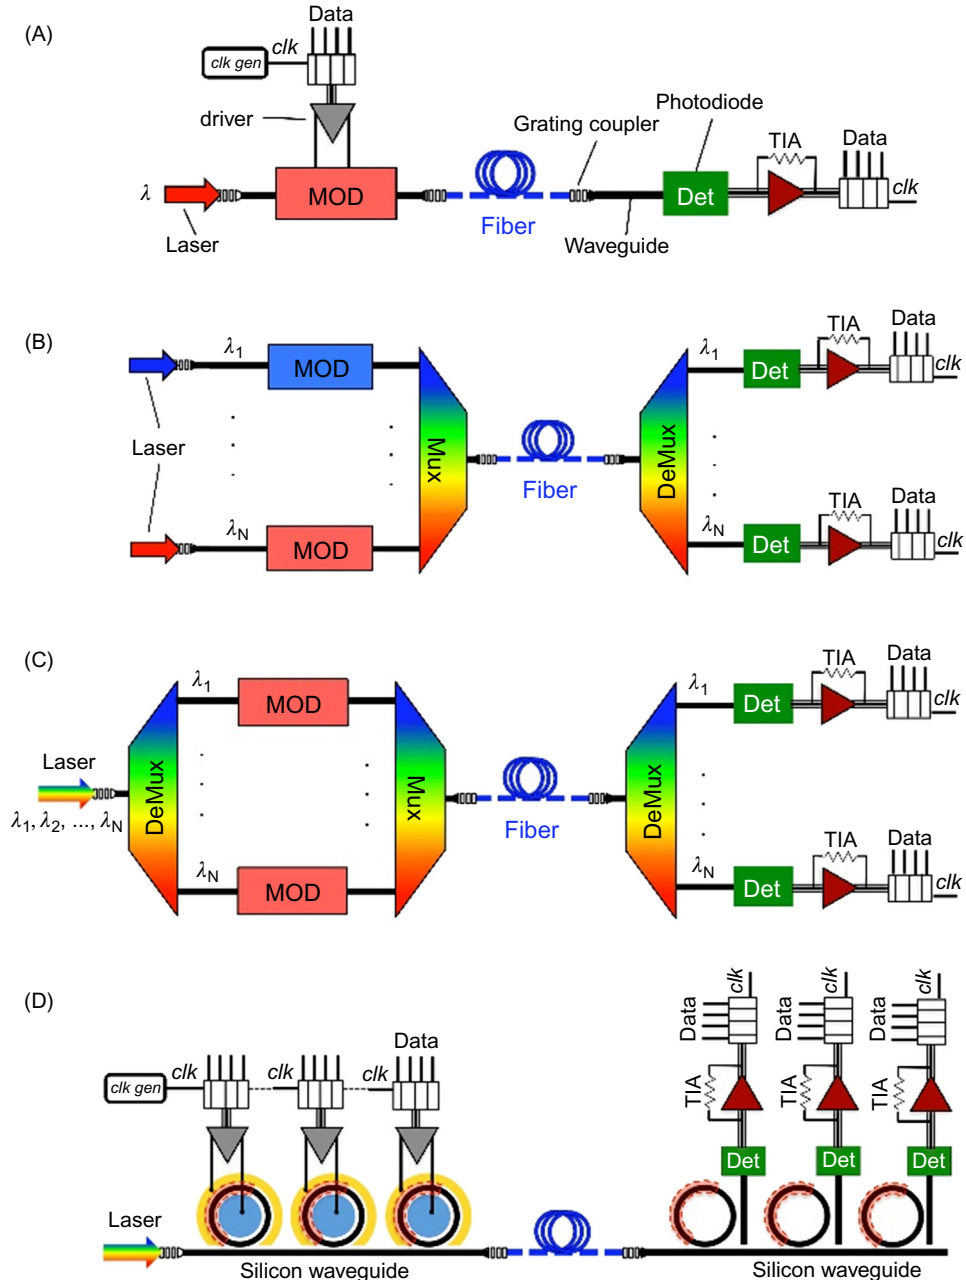 (A)
Data
clk
clk gen
driver
Photodiode
Grating coupler
TIA
Data
λ
MOD
Det
clk
Fiber
Laser
Waveguide
(B)
λ1
MOD
Laser
λN
MOD
Mux
Fiber
DeMux
λ1
Det
TIA
Data
clk
λN
Det
TIA
Data
clk
(C)
Laser
λ1, λ2, ..., λN
DeMux
λ1
MOD
λN
MOD
Mux
Fiber
DeMux
λ1
Det
TIA
Data
clk
λN
Det
TIA
Data
clk
(D)
clk gen
clk
clk
clk
Data
Laser
Silicon waveguide
Data
clk
TIA
Det
Data
clk
TIA
Det
Data
clk
TIA
Det
Silicon waveguide